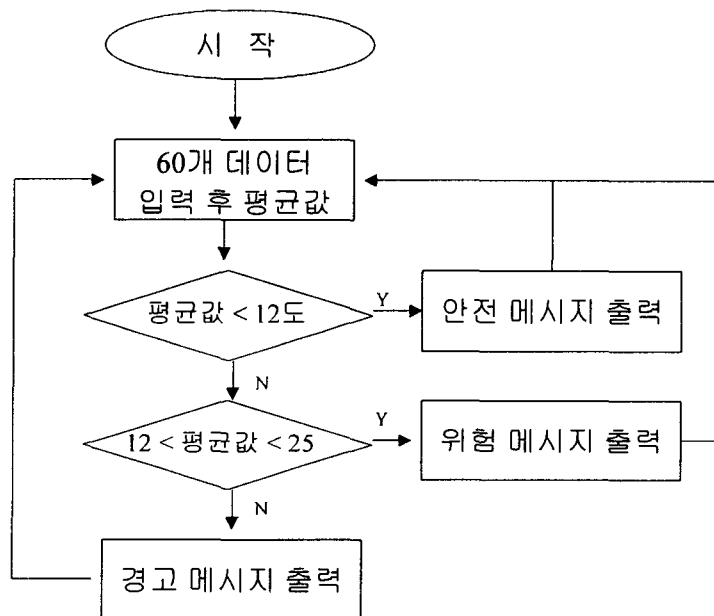 시 작
60개 데이터
입력 후 평균값
평균값 < 12도
Y
안전 메시지 출력
N
12 < 평균값 < 25
Y
위험 메시지 출력
N
경고 메시지 출력